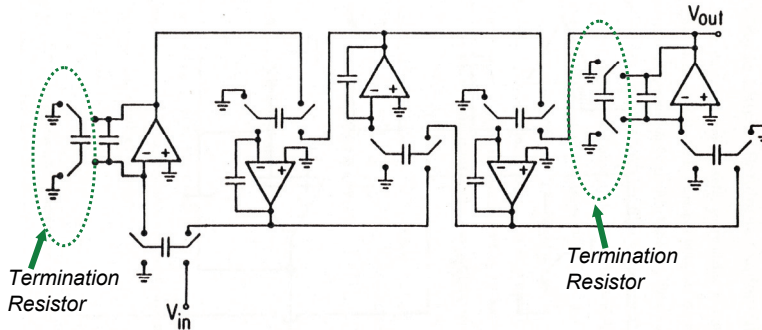 Vout
− +
− +
− +
− +
− +
Termination
Resistor
Vin
Termination
Resistor